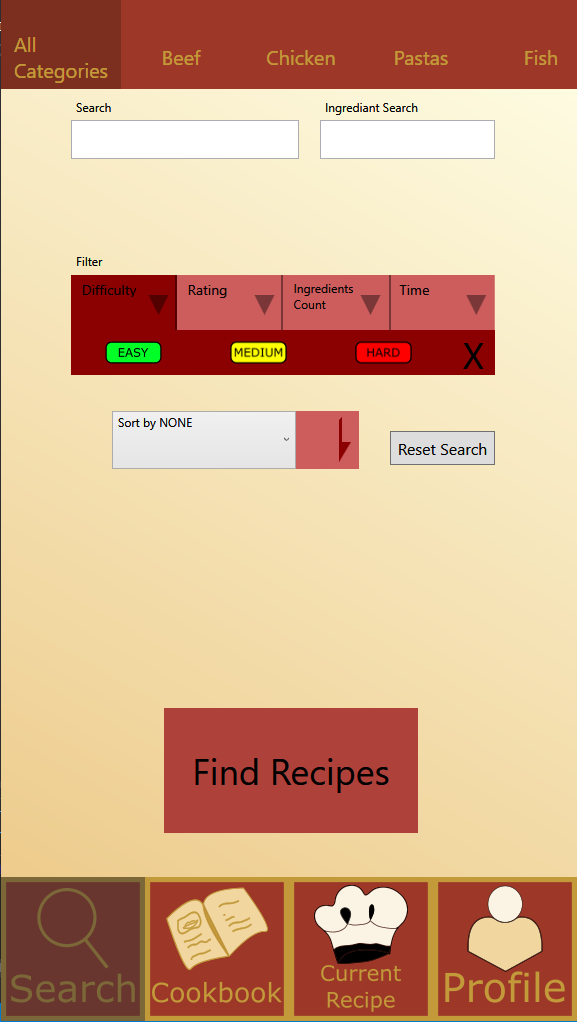 All
Categories
Beef
Chicken
Pastas
Fish
Search
Ingrediant Search
Filter
Difficulty
Rating
Ingredients
Count
Time
EASY
MEDIUM
HARD
X
Sort by NONE
Reset Search
Find Recipes
Search
Cookbook
Current
Recipe
Profile